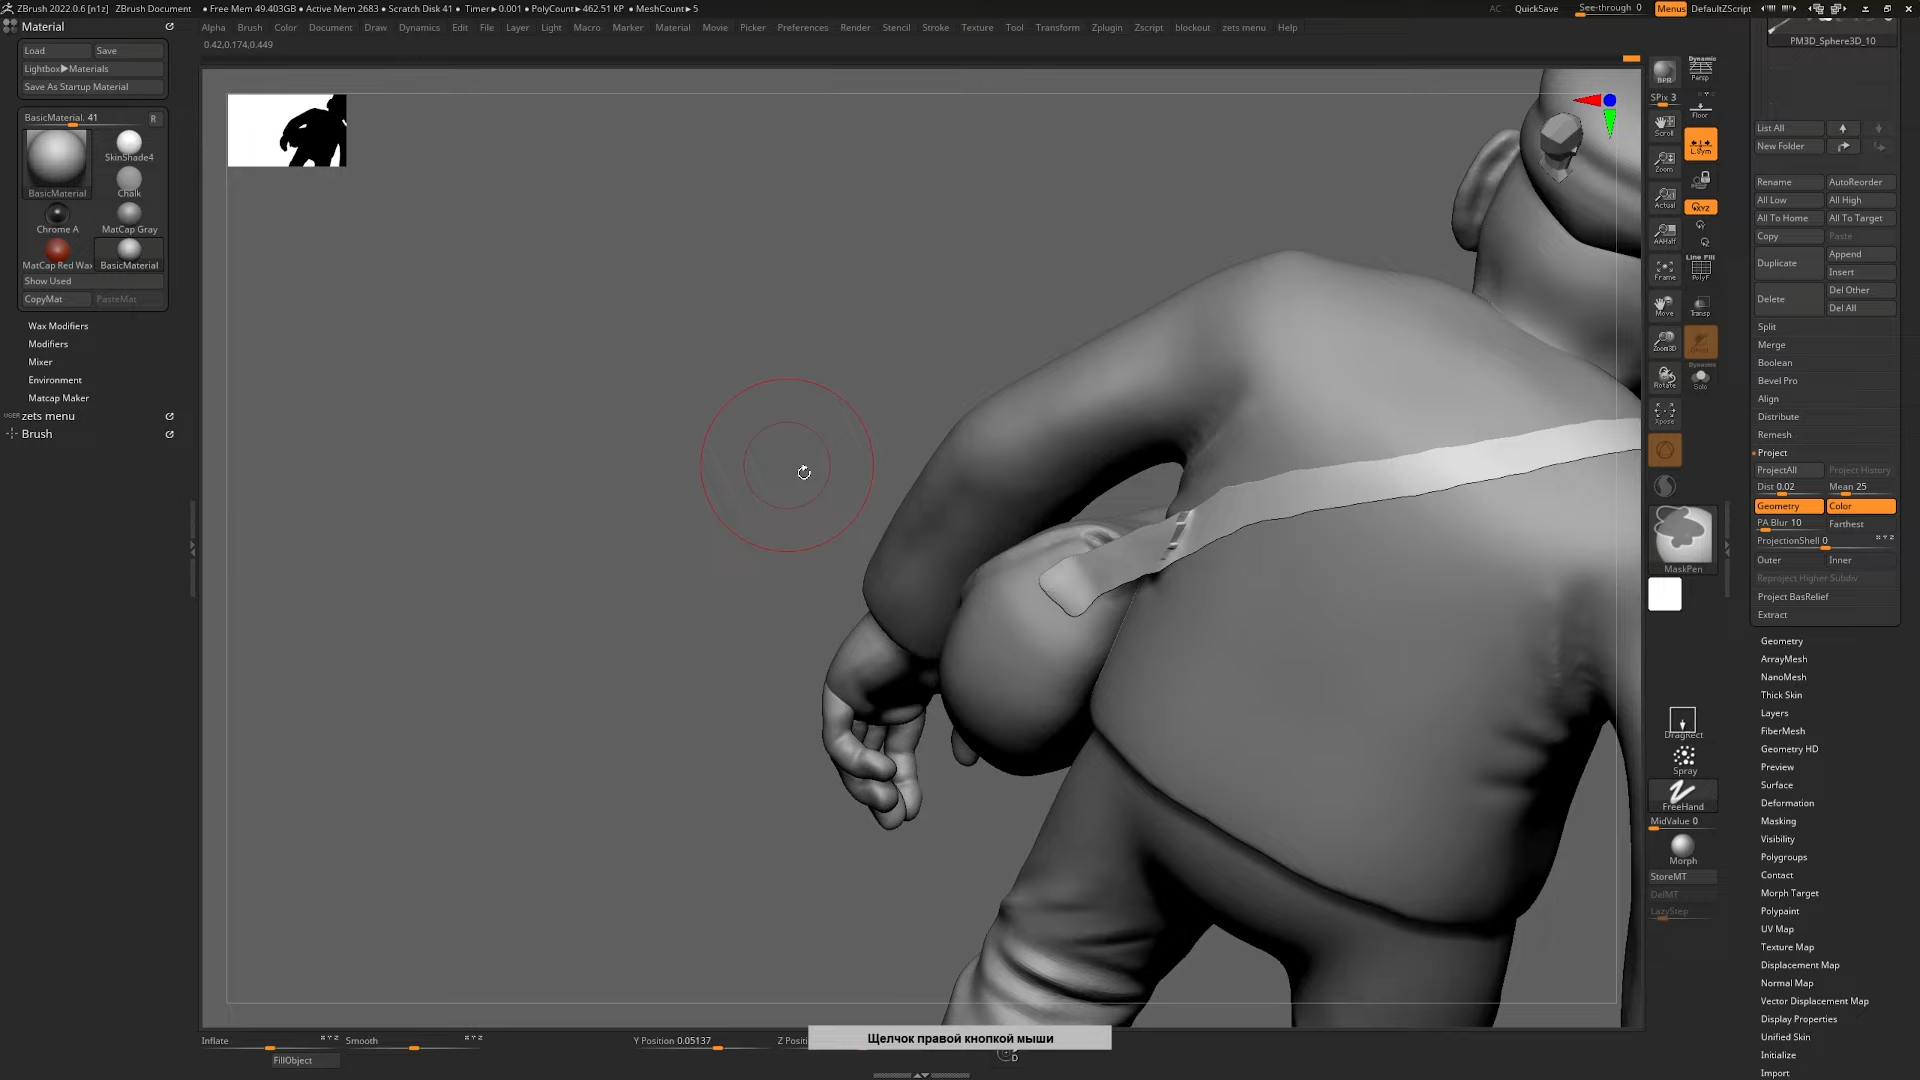 ZBrush 2022.0.6 [n1z] ZBrush Document • Free Mem 49.403GB • Active Mem 2683 • Scratch Disk 41 • Timer▸0.001 • PolyCount▸462.51 KP • MeshCount▸5 AC QuickSave See-through 0 Menus DefaultZScript
Material Alpha Brush Color Document Draw Dynamics Edit File Layer Light Macro Marker Material Movie Picker Preferences Render Stencil Stroke Texture Tool Transform Zplugin Zscript blockout zets menu Help
0.42,0.174,0.449
Load Save
Lightbox▸Materials
Save As Startup Material
BasicMaterial. 41 R
SkinShade4
BasicMaterial Chalk
Chrome A MatCap Gray
MatCap Red Wax BasicMaterial
Show Used
CopyMat PasteMat
Wax Modifiers
Modifiers
Mixer
Environment
Matcap Maker
zets menu
Brush
BPR
SPix 3
Scroll
Zoom
Actual
AAHalf
Frame
Move
Zoom3D
Rotate
Xpose
Dynamic
Persp
Floor
L.Sym
XYZ
Line Fill
PolyF
Transp
Ghost
Dynamic
Solo
MaskPen
DragRect
Spray
FreeHand
MidValue 0
Morph
StoreMT
DelMT
LazyStep
PM3D_Sphere3D_10
List All
New Folder
Rename AutoReorder
All Low All High
All To Home All To Target
Copy Paste
Duplicate Append
Insert
Delete Del Other
Del All
Split
Merge
Boolean
Bevel Pro
Align
Distribute
Remesh
Project
ProjectAll Project History
Dist 0.02 Mean 25
Geometry Color
PA Blur 10 Farthest
ProjectionShell 0
Outer Inner
Reproject Higher Subdiv
Project BasRelief
Extract
Geometry
ArrayMesh
NanoMesh
Thick Skin
Layers
FiberMesh
Geometry HD
Preview
Surface
Deformation
Masking
Visibility
Polygroups
Contact
Morph Target
Polypaint
UV Map
Texture Map
Displacement Map
Normal Map
Vector Displacement Map
Display Properties
Unified Skin
Initialize
Import
Inflate Smooth Y Position 0.05137 Z Positi
Щелчок правой кнопкой мыши
FillObject